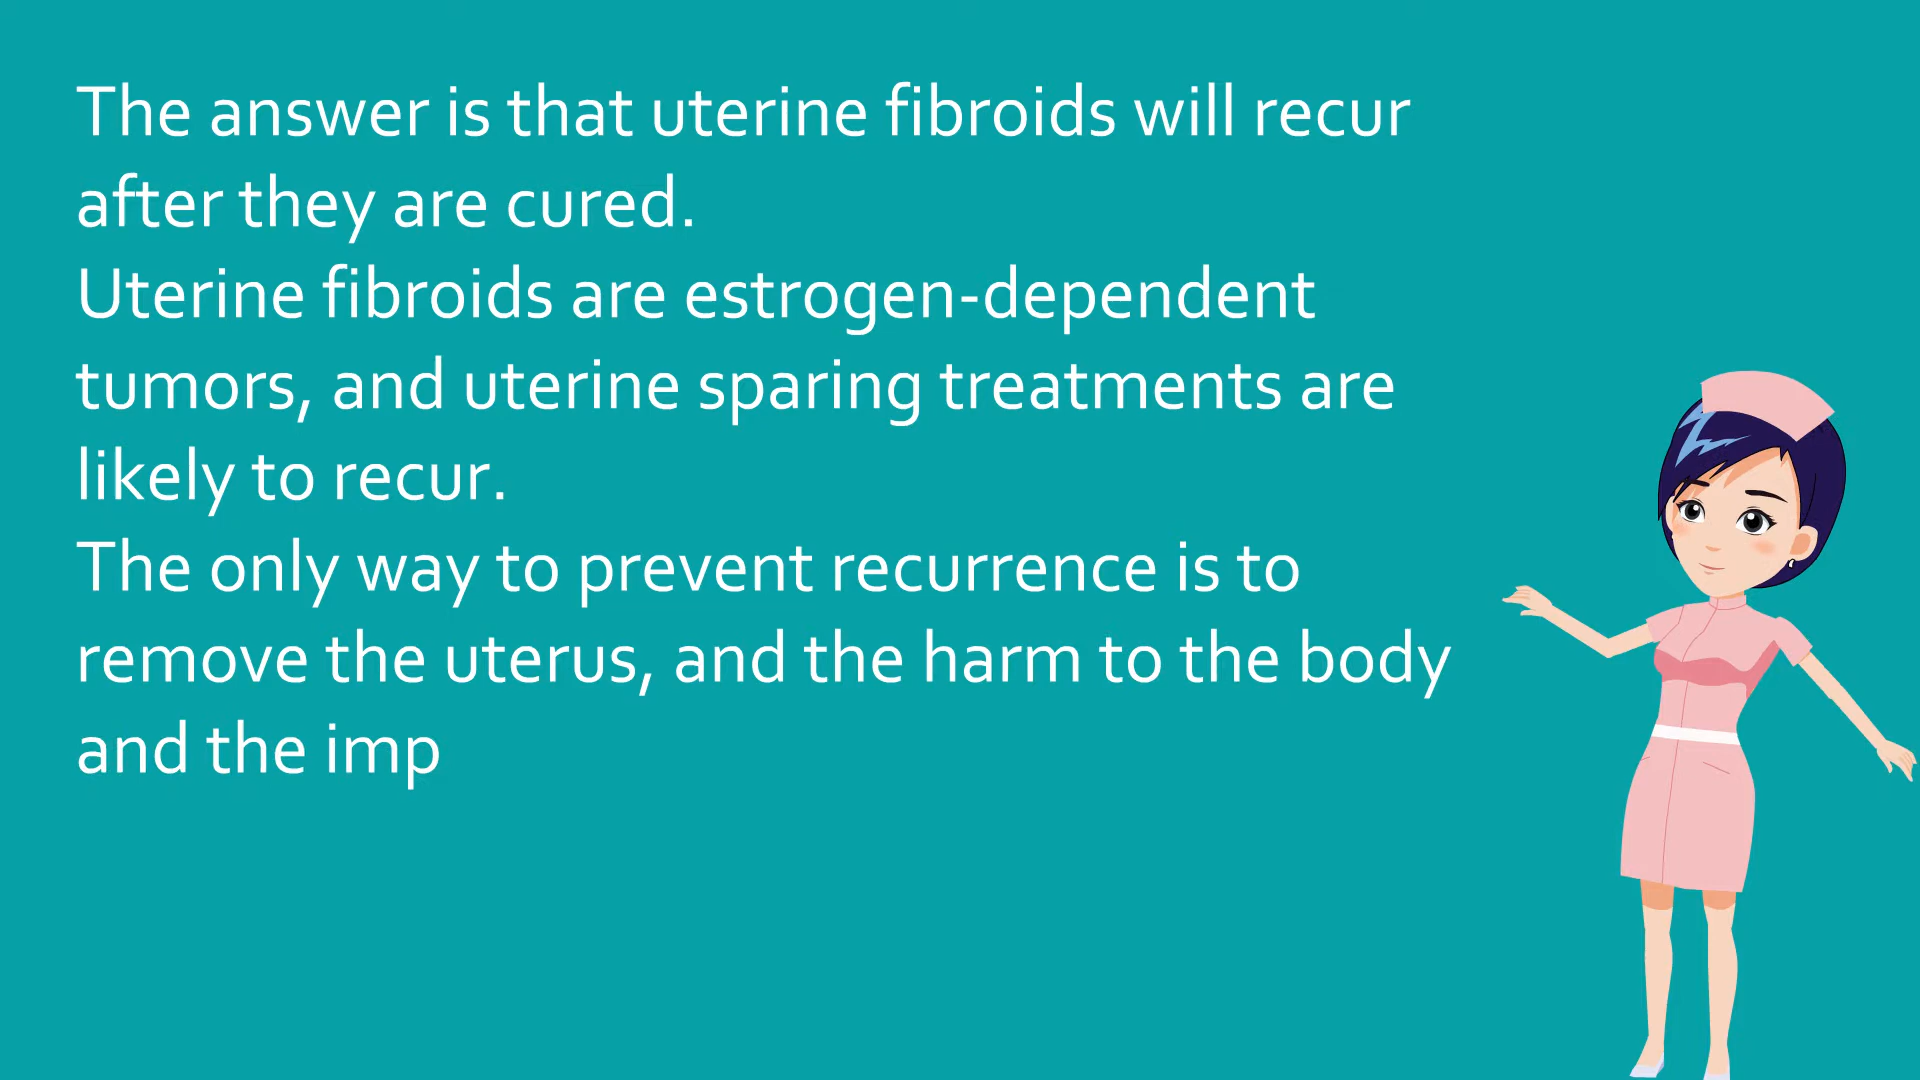 The answer is that uterine fibroids will recur
after they are cured.
Uterine fibroids are estrogen-dependent
tumors, and uterine sparing treatments are
likely to recur.
The only way to prevent recurrence is to
remove the uterus, and the harm to the body
and the imp